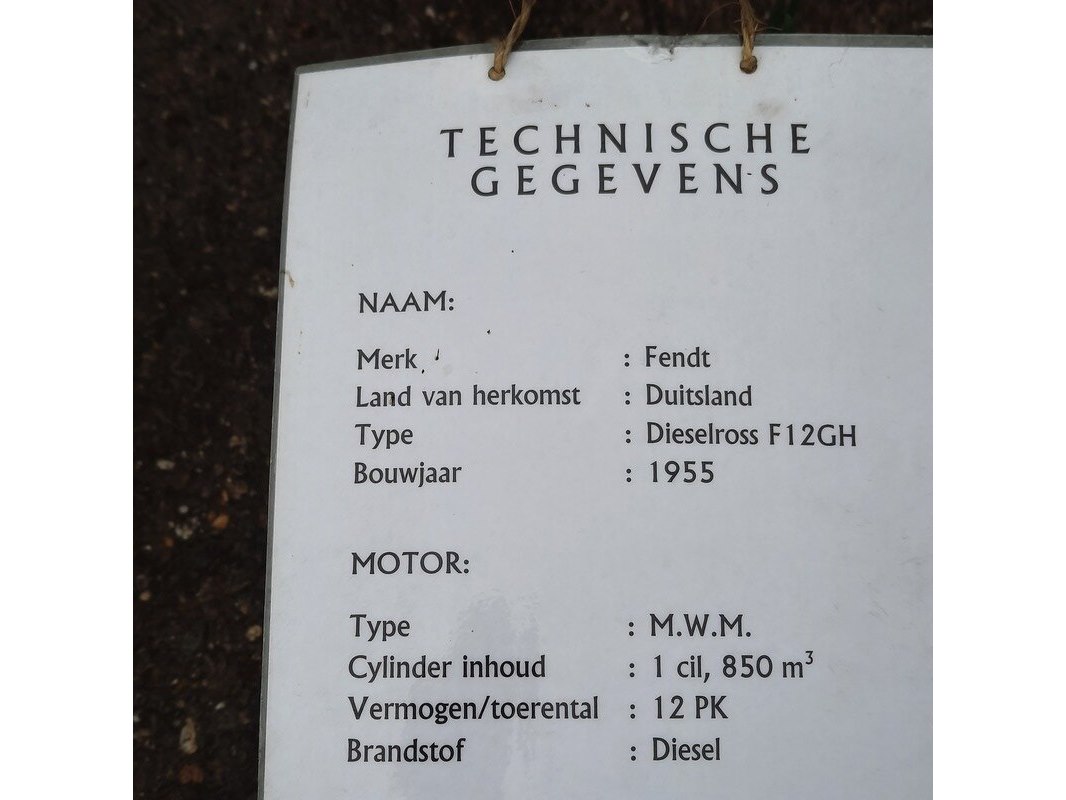 TECHNISCHE
GEGEVENS
NAAM:
Merk : Fendt
Land van herkomst : Duitsland
Type : Dieselross F12GH
Bouwjaar : 1955
MOTOR:
Type : M.W.M.
Cylinder inhoud : 1 cil, 850 m³
Vermogen/toerental : 12 PK
Brandstof : Diesel